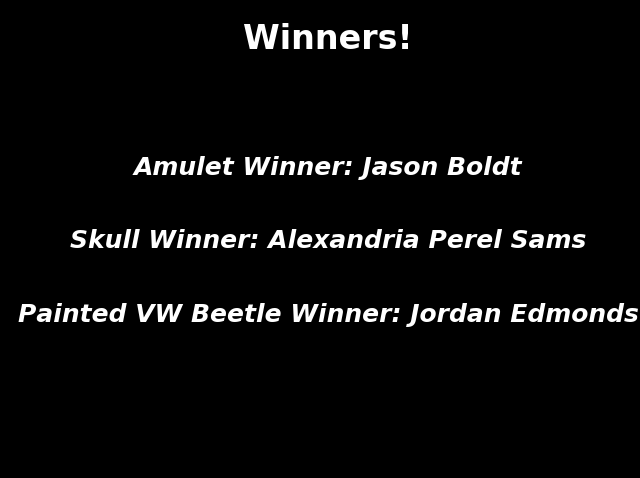 Winners!
Amulet Winner: Jason Boldt
Skull Winner: Alexandria Perel Sams
Painted VW Beetle Winner: Jordan Edmonds